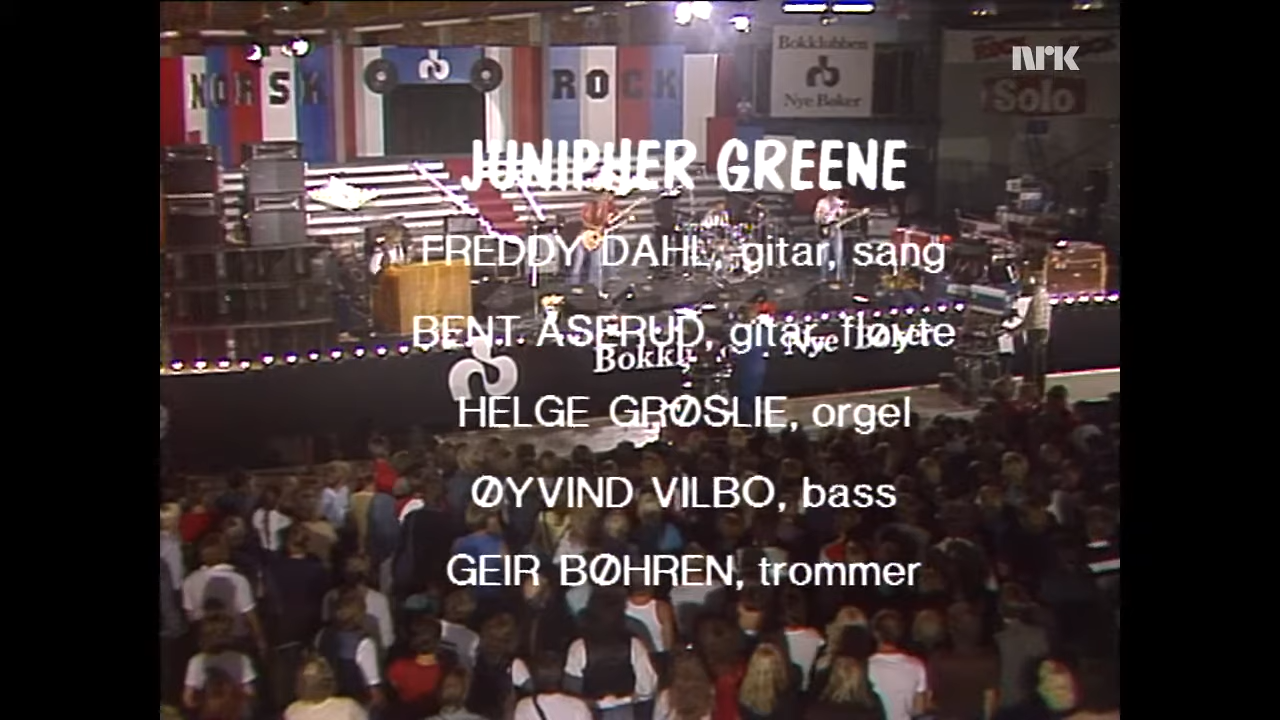 NORSK ROCK
Bokklubben
Nye Bøker
nrk
Solo
JUNIPHER GREENE
FREDDY DAHL, gitar, sang
BENT ÅSERUD, gitar, fløyte
HELGE GRØSLIE, orgel
ØYVIND VILBO, bass
GEIR BØHREN, trommer